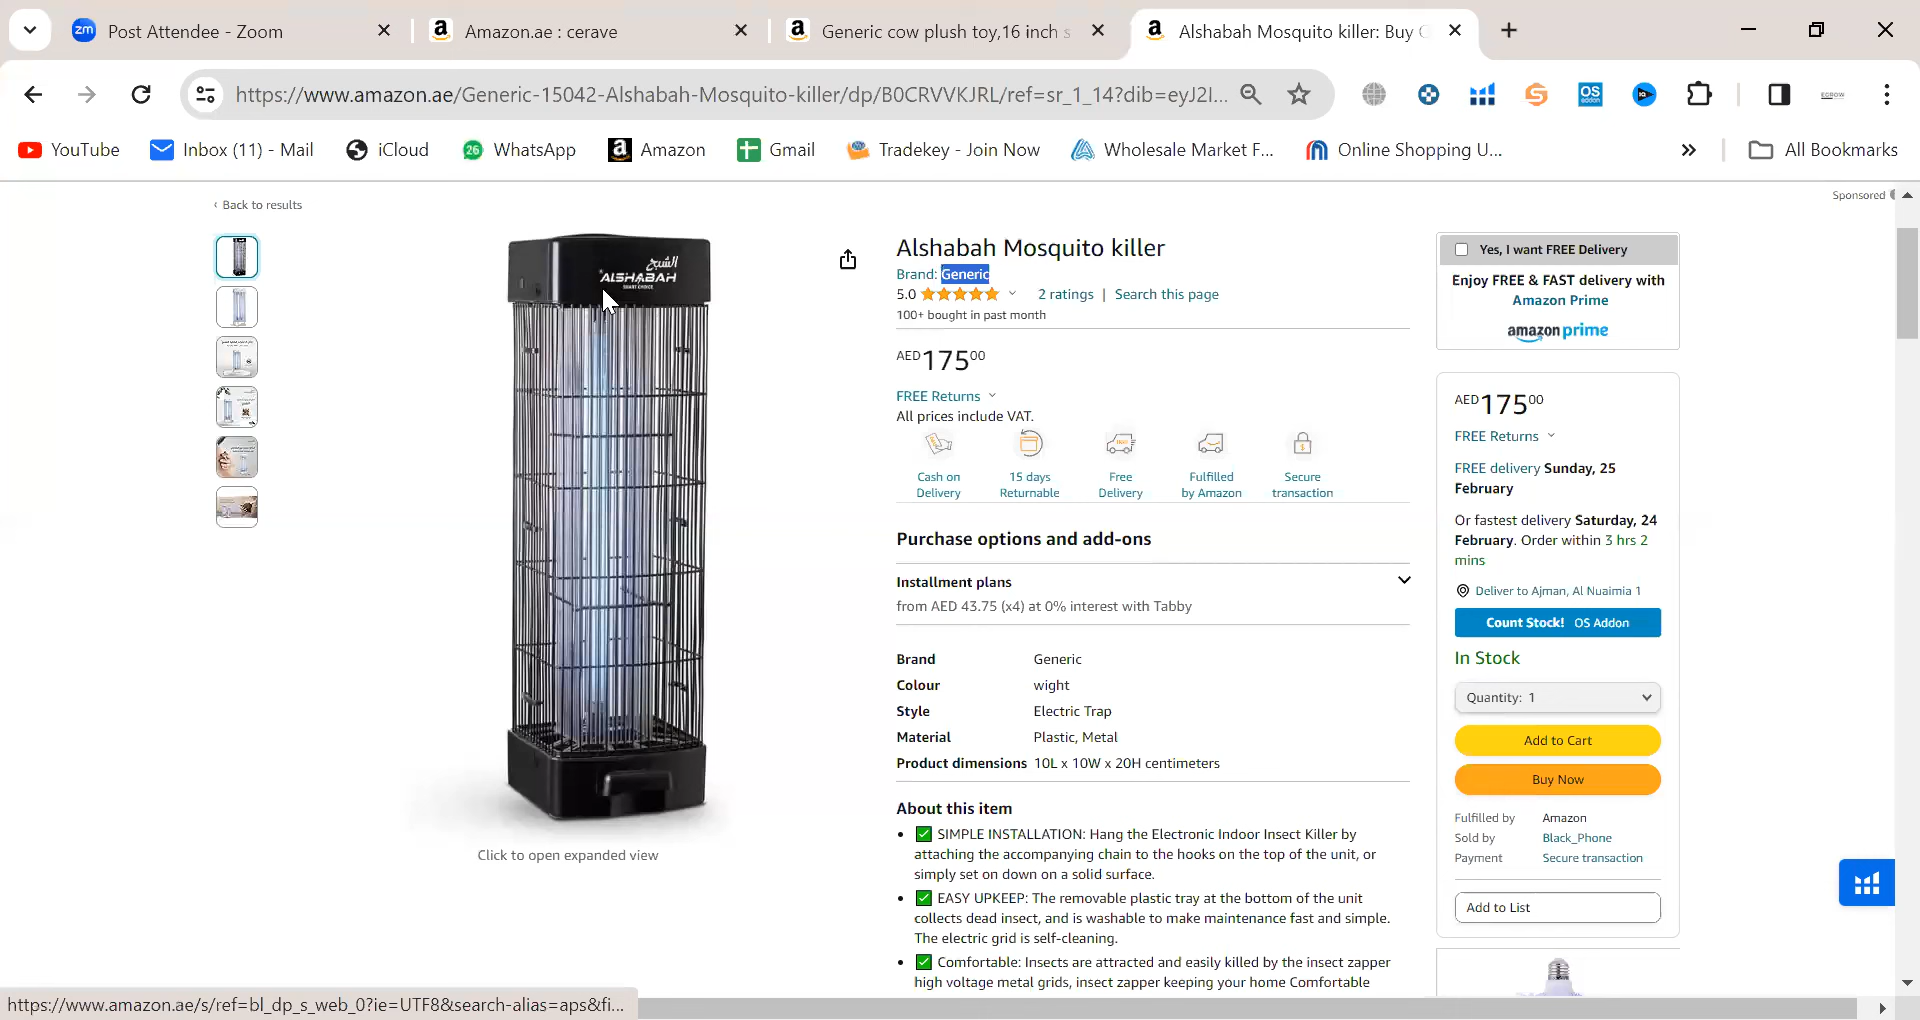 Post Attendee - Zoom
Amazon.ae : cerave
Generic cow plush toy,16 inch s
Alshabah Mosquito killer: Buy
https://www.amazon.ae/Generic-15042-Alshabah-Mosquito-killer/dp/B0CRVVKJRL/ref=sr_1_14?dib=eyJ2I...
YouTube
Inbox (11) - Mail
iCloud
WhatsApp
Amazon
Gmail
Tradekey - Join Now
Wholesale Market F...
Online Shopping U...
All Bookmarks
Sponsored
‹ Back to results
الشبح
ALSHABAH
SMART CHOICE
Click to open expanded view
Alshabah Mosquito killer
Brand: Generic
5.0
2 ratings | Search this page
100+ bought in past month
AED 175 00
FREE Returns
All prices include VAT.
Cash on
Delivery
15 days
Returnable
Free
Delivery
Fulfilled
by Amazon
Secure
transaction
Purchase options and add-ons
Installment plans
from AED 43.75 (x4) at 0% interest with Tabby
Brand Generic
Colour wight
Style Electric Trap
Material Plastic, Metal
Product dimensions 10L x 10W x 20H centimeters
About this item
• ✅ SIMPLE INSTALLATION: Hang the Electronic Indoor Insect Killer by
attaching the accompanying chain to the hooks on the top of the unit, or
simply set on down on a solid surface.
• ✅ EASY UPKEEP: The removable plastic tray at the bottom of the unit
collects dead insect, and is washable to make maintenance fast and simple.
The electric grid is self-cleaning.
• ✅ Comfortable: Insects are attracted and easily killed by the insect zapper
high voltage metal grids, insect zapper keeping your home Comfortable
Yes, I want FREE Delivery
Enjoy FREE & FAST delivery with
Amazon Prime
amazon prime
AED 175 00
FREE Returns
FREE delivery Sunday, 25
February
Or fastest delivery Saturday, 24
February. Order within 3 hrs 2
mins
Deliver to Ajman, Al Nuaimia 1
Count Stock! OS Addon
In Stock
Quantity: 1
Add to Cart
Buy Now
Fulfilled by Amazon
Sold by Black_Phone
Payment Secure transaction
Add to List
https://www.amazon.ae/s/ref=bl_dp_s_web_0?ie=UTF8&search-alias=aps&fi...